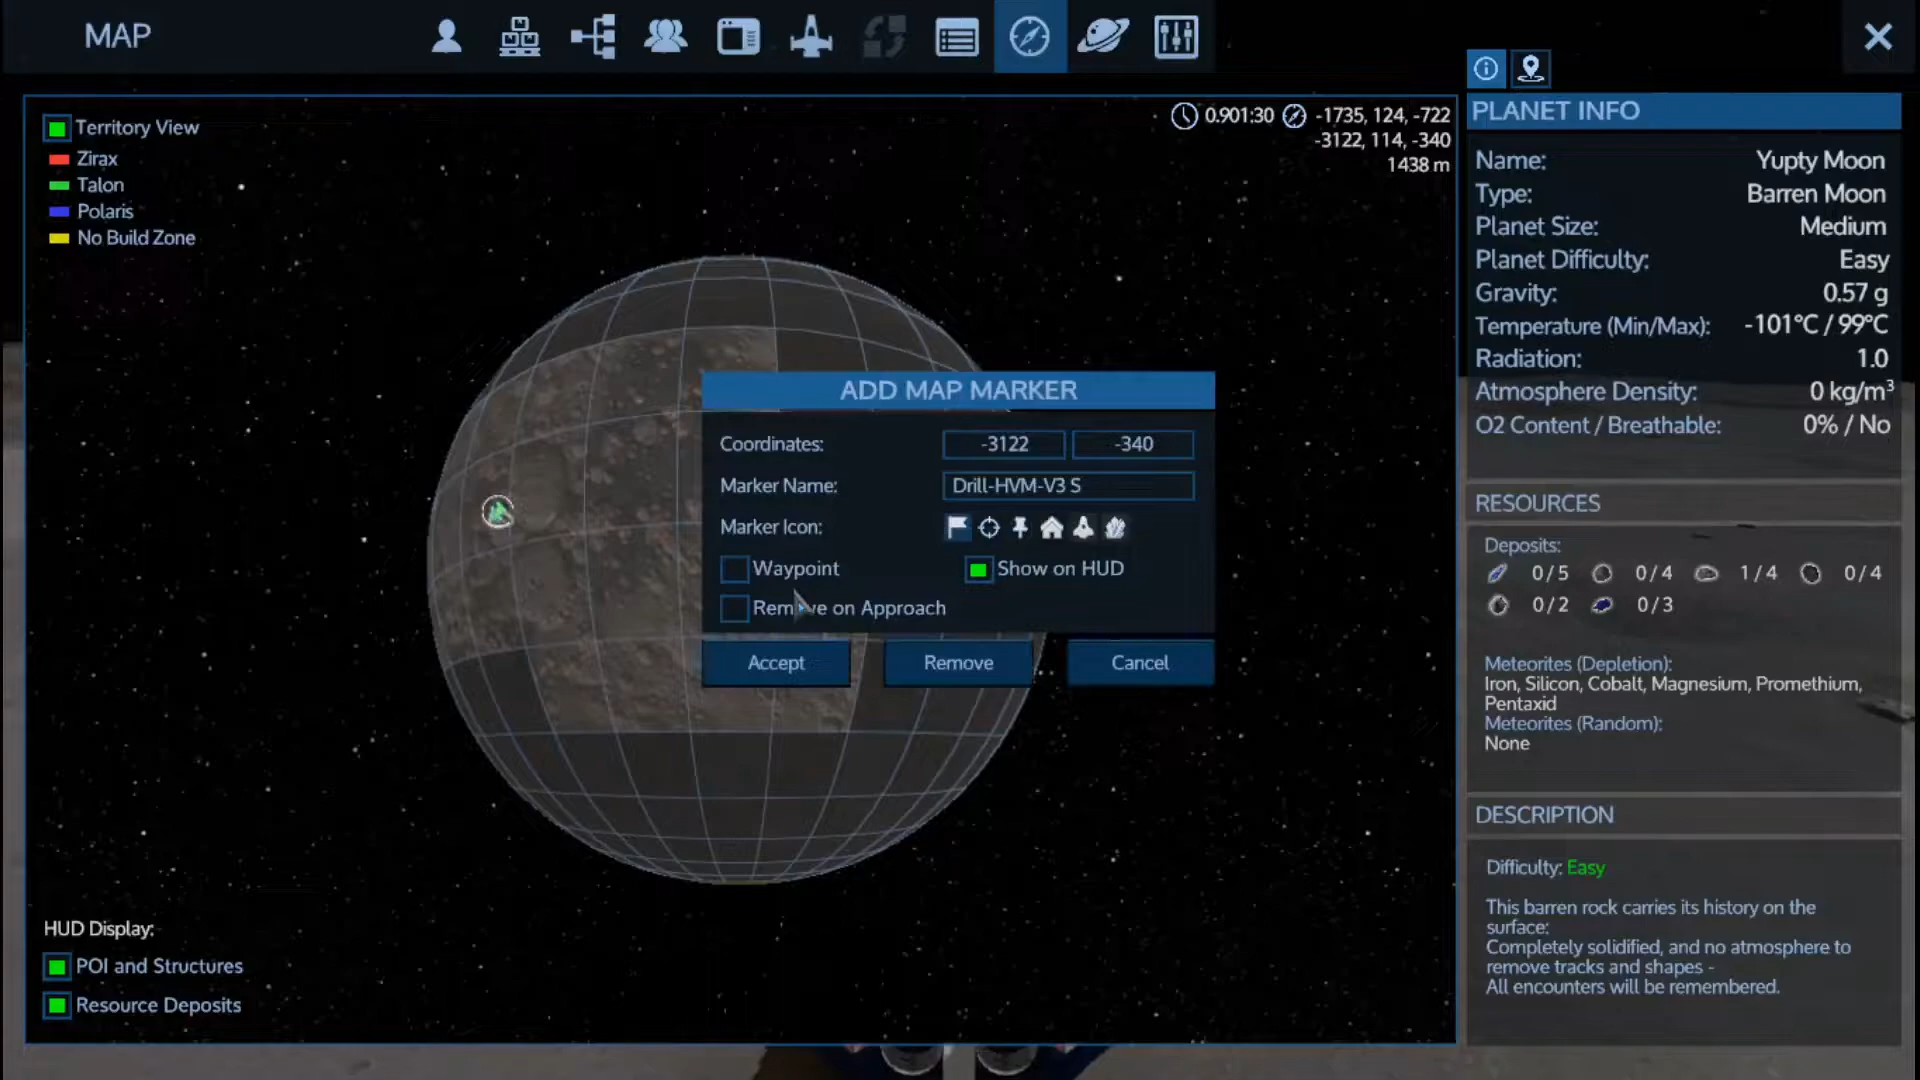 MAP
Territory View
Zirax
Talon
Polaris
No Build Zone
0.901:30 -1735, 124, -722
-3122, 114, -340
1438 m
ADD MAP MARKER
Coordinates: -3122 -340
Marker Name: Drill-HVM-V3 S
Marker Icon:
Waypoint Show on HUD
Remove on Approach
Accept Remove Cancel
HUD Display:
POI and Structures
Resource Deposits
PLANET INFO
Name: Yupty Moon
Type: Barren Moon
Planet Size: Medium
Planet Difficulty: Easy
Gravity: 0.57 g
Temperature (Min/Max): -101°C / 99°C
Radiation: 1.0
Atmosphere Density: 0 kg/m³
O2 Content / Breathable: 0% / No
RESOURCES
Deposits:
0/5 0/4 1/4 0/4
0/2 0/3
Meteorites (Depletion):
Iron, Silicon, Cobalt, Magnesium, Promethium,
Pentaxid
Meteorites (Random):
None
DESCRIPTION
Difficulty: Easy
This barren rock carries its history on the
surface:
Completely solidified, and no atmosphere to
remove tracks and shapes -
All encounters will be remembered.